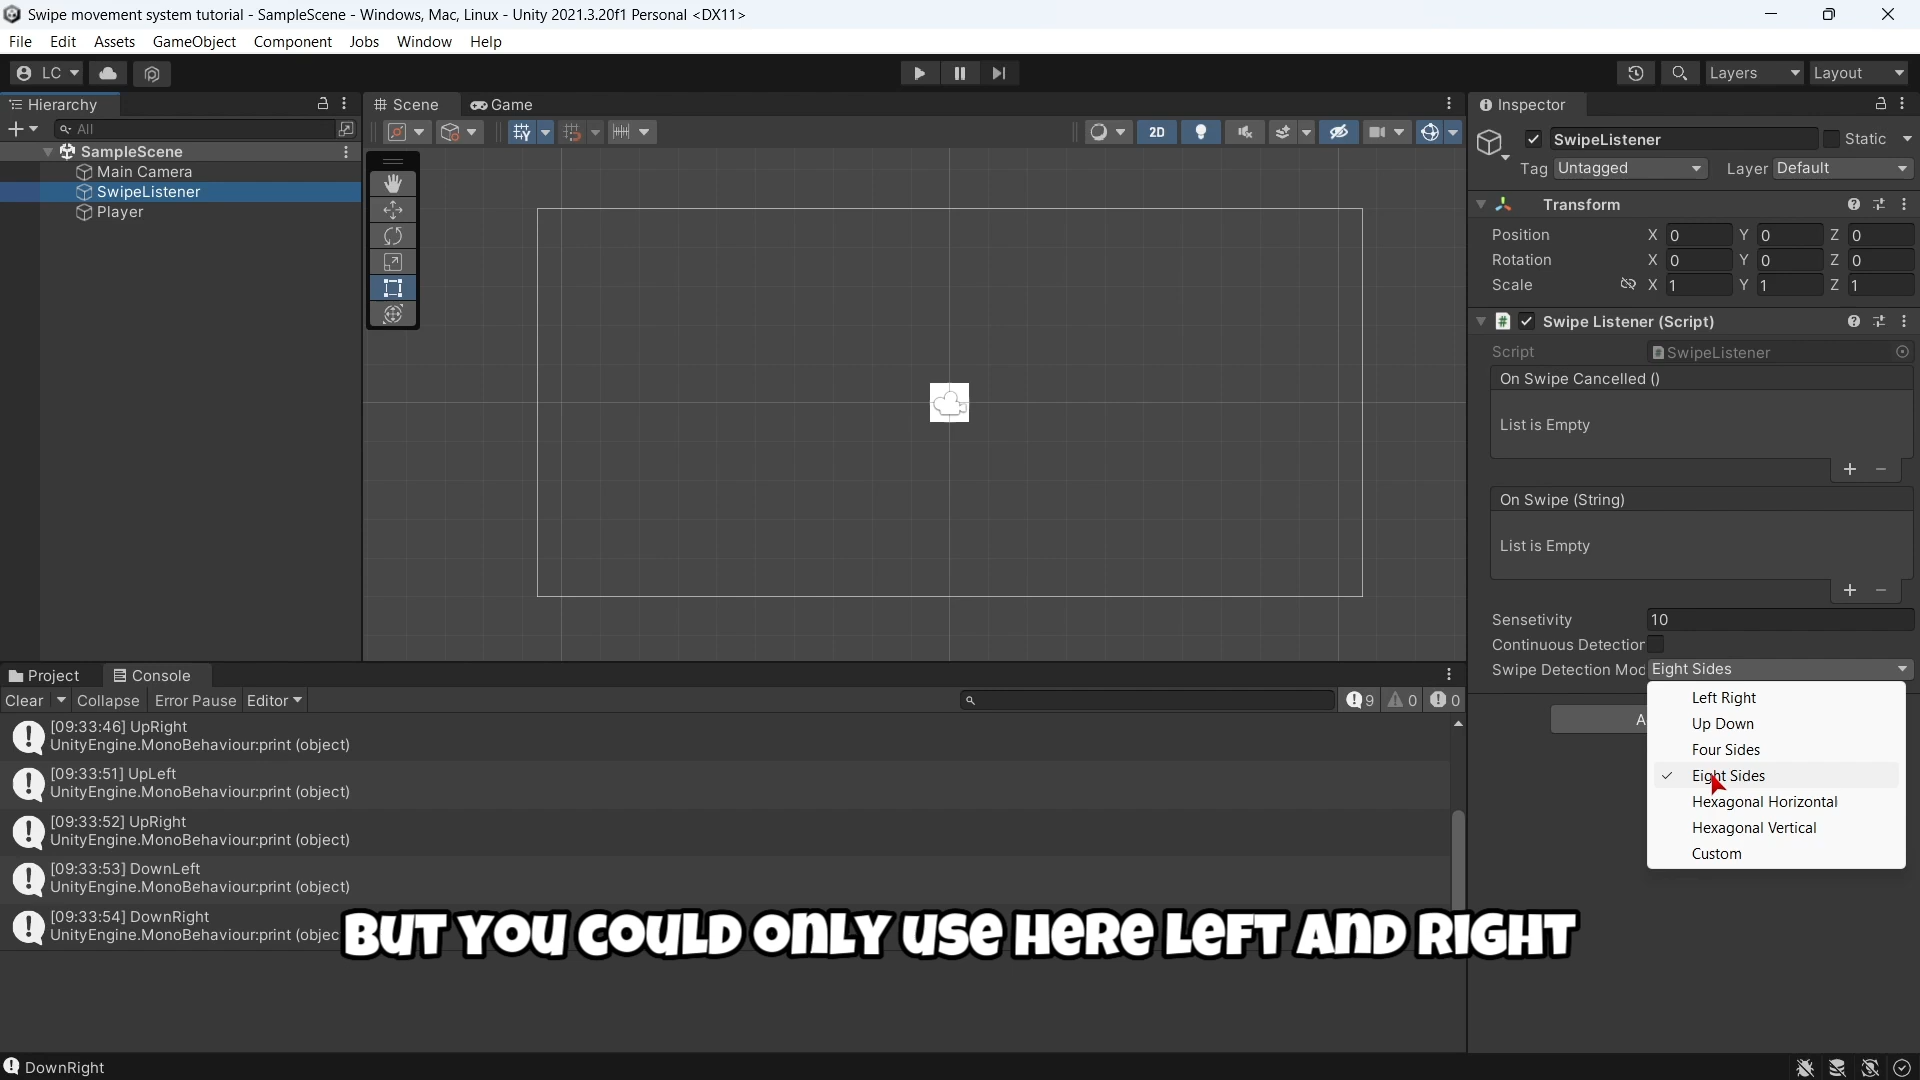 Swipe movement system tutorial - SampleScene - Windows, Mac, Linux - Unity 2021.3.20f1 Personal <DX11>
File Edit Assets GameObject Component Jobs Window Help
LC
Layers Layout
Hierarchy
All
SampleScene
Main Camera
SwipeListener
Player
Scene Game
2D
Inspector
SwipeListener Static
Tag Untagged Layer Default
Transform
Position X 0 Y 0 Z 0
Rotation X 0 Y 0 Z 0
Scale X 1 Y 1 Z 1
Swipe Listener (Script)
Script SwipeListener
On Swipe Cancelled ()
List is Empty
On Swipe (String)
List is Empty
Sensetivity 10
Continuous Detection
Swipe Detection Mod Eight Sides
Left Right
Up Down
Four Sides
Eight Sides
Hexagonal Horizontal
Hexagonal Vertical
Custom
A
Project Console
Clear Collapse Error Pause Editor 9 0 0
[09:33:46] UpRight
UnityEngine.MonoBehaviour:print (object)
[09:33:51] UpLeft
UnityEngine.MonoBehaviour:print (object)
[09:33:52] UpRight
UnityEngine.MonoBehaviour:print (object)
[09:33:53] DownLeft
UnityEngine.MonoBehaviour:print (object)
[09:33:54] DownRight
UnityEngine.MonoBehaviour:print (objec
BUT YOU COULD ONLY USE HERE LEFT AND RIGHT
DownRight